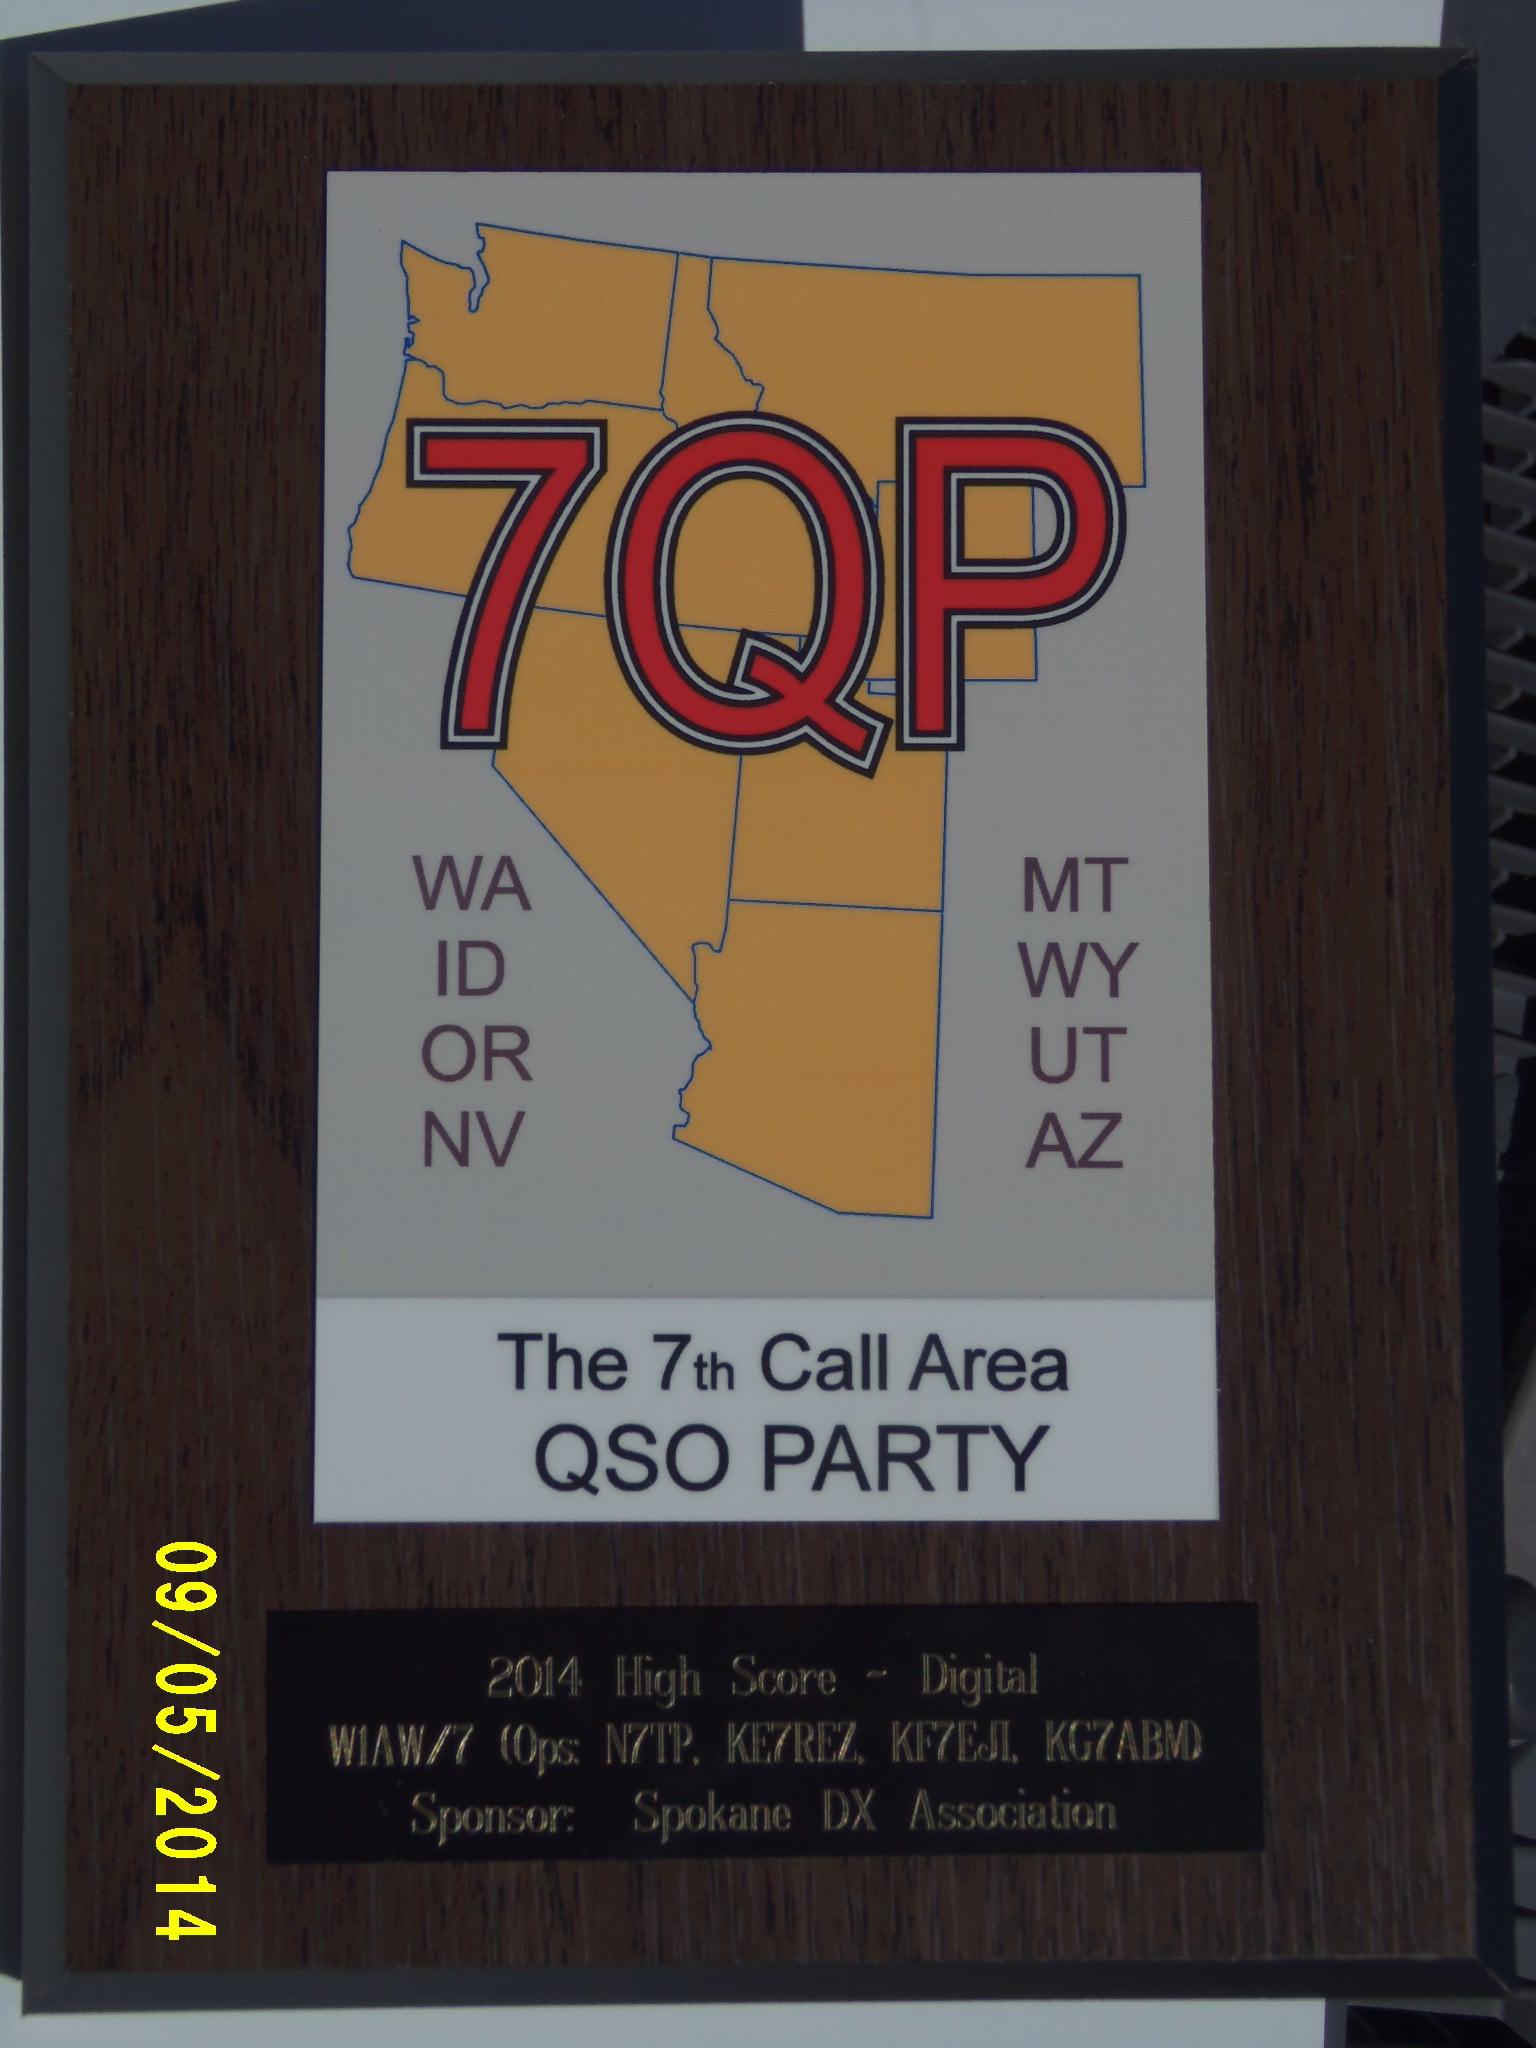 7QP
WA
ID
OR
NV
MT
WY
UT
AZ
The 7th Call Area
QSO PARTY
2014 High Score - Digital
W1AW/7 (Ops: N7TP, KE7REZ, KF7EJI, KG7ABM)
Sponsor: Spokane DX Association
09/05/2014